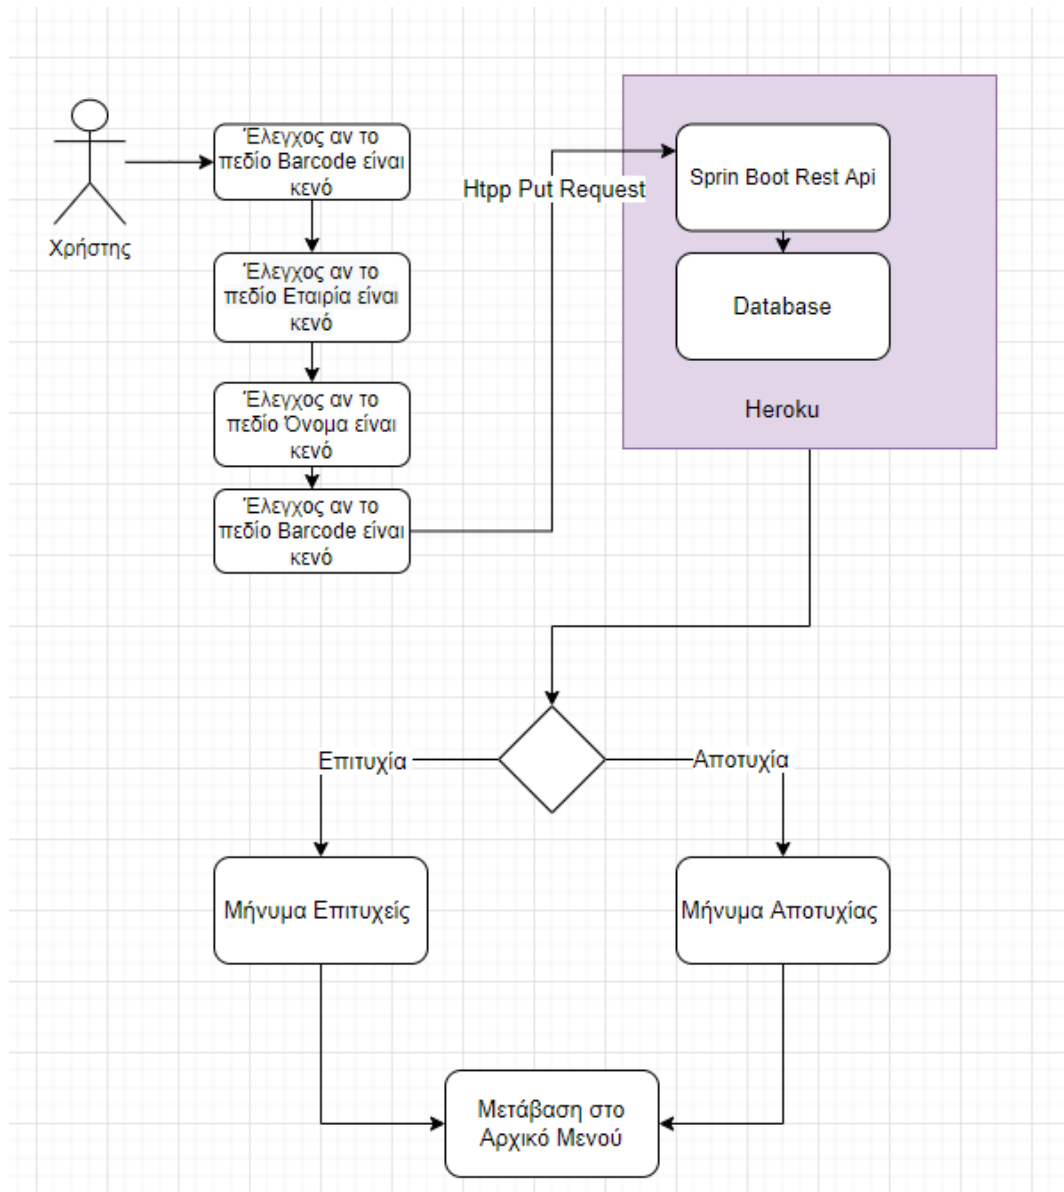 Χρήστης
Έλεγχος αν το
πεδίο Barcode είναι
κενό
Έλεγχος αν το
πεδίο Εταιρία είναι
κενό
Έλεγχος αν το
πεδίο Όνομα είναι
κενό
Έλεγχος αν το
πεδίο Barcode είναι
κενό
Htpp Put Request
Sprin Boot Rest Api
Database
Heroku
Επιτυχία
Αποτυχία
Μήνυμα Επιτυχείς
Μήνυμα Αποτυχίας
Μετάβαση στο
Αρχικό Μενού